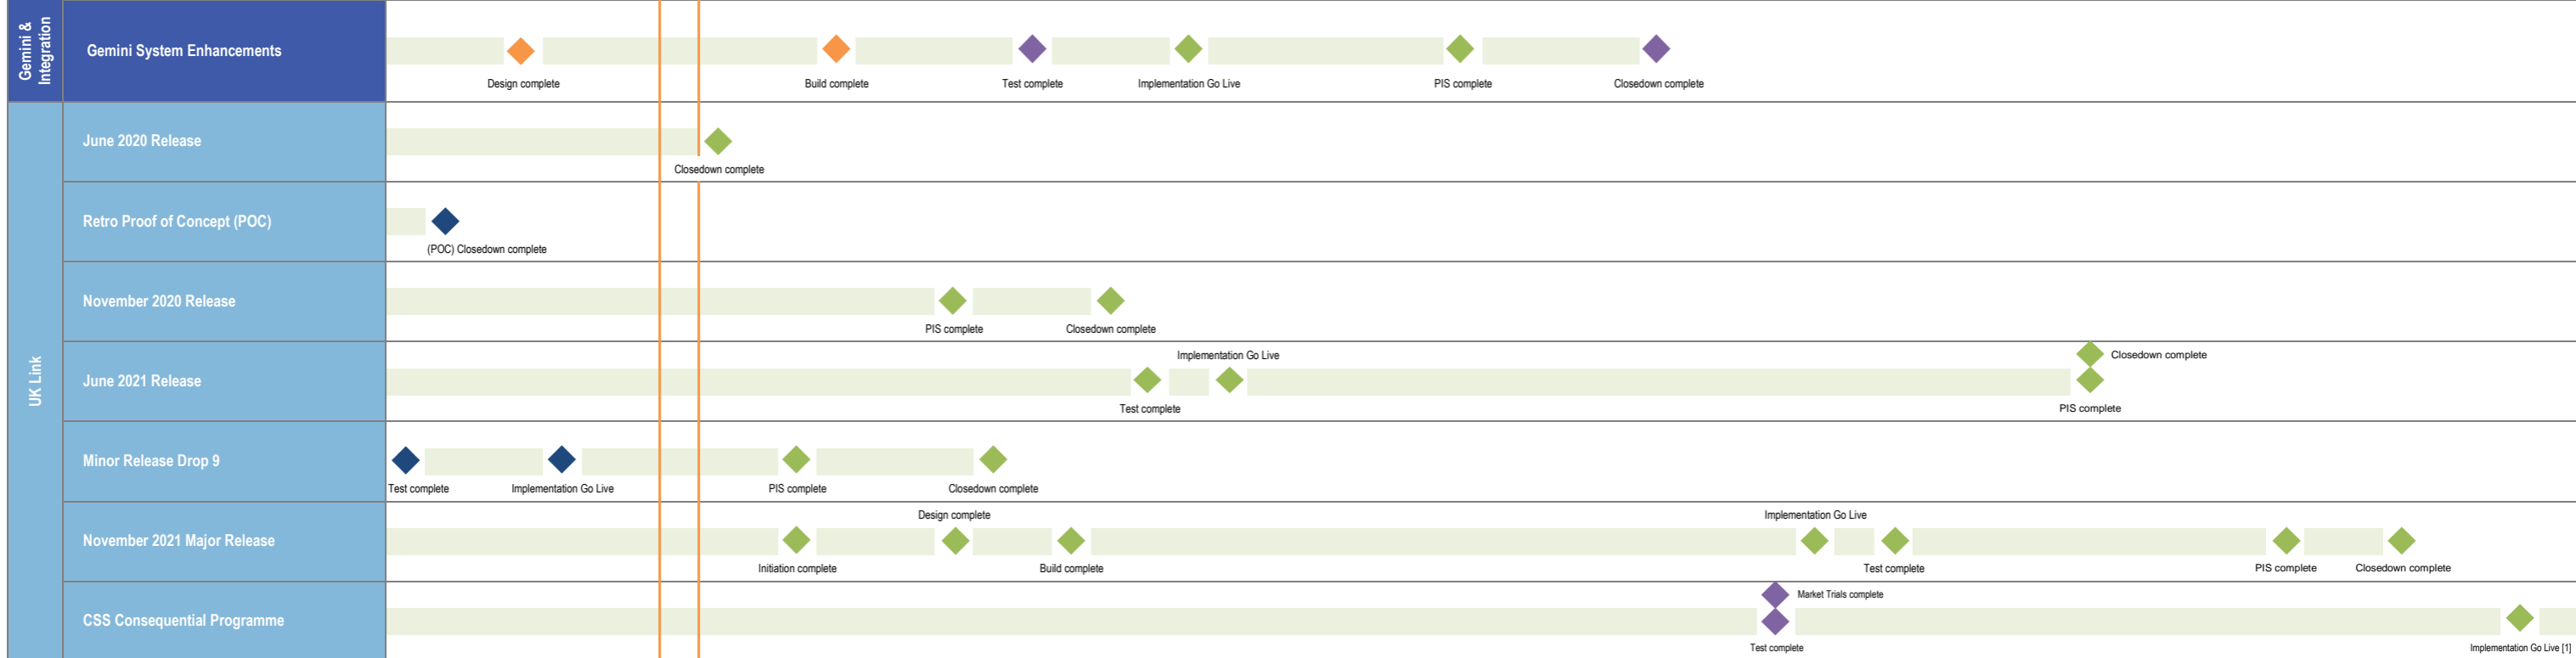 Gemini &
Integration
Gemini System Enhancements
Design complete
Build complete
Test complete
Implementation Go Live
PIS complete
Closedown complete
UK Link
June 2020 Release
Closedown complete
Retro Proof of Concept (POC)
(POC) Closedown complete
November 2020 Release
PIS complete
Closedown complete
June 2021 Release
Implementation Go Live
Closedown complete
Test complete
PIS complete
Minor Release Drop 9
Test complete
Implementation Go Live
PIS complete
Closedown complete
November 2021 Major Release
Design complete
Implementation Go Live
Initiation complete
Build complete
Test complete
PIS complete
Closedown complete
CSS Consequential Programme
Market Trials complete
Test complete
Implementation Go Live [1]